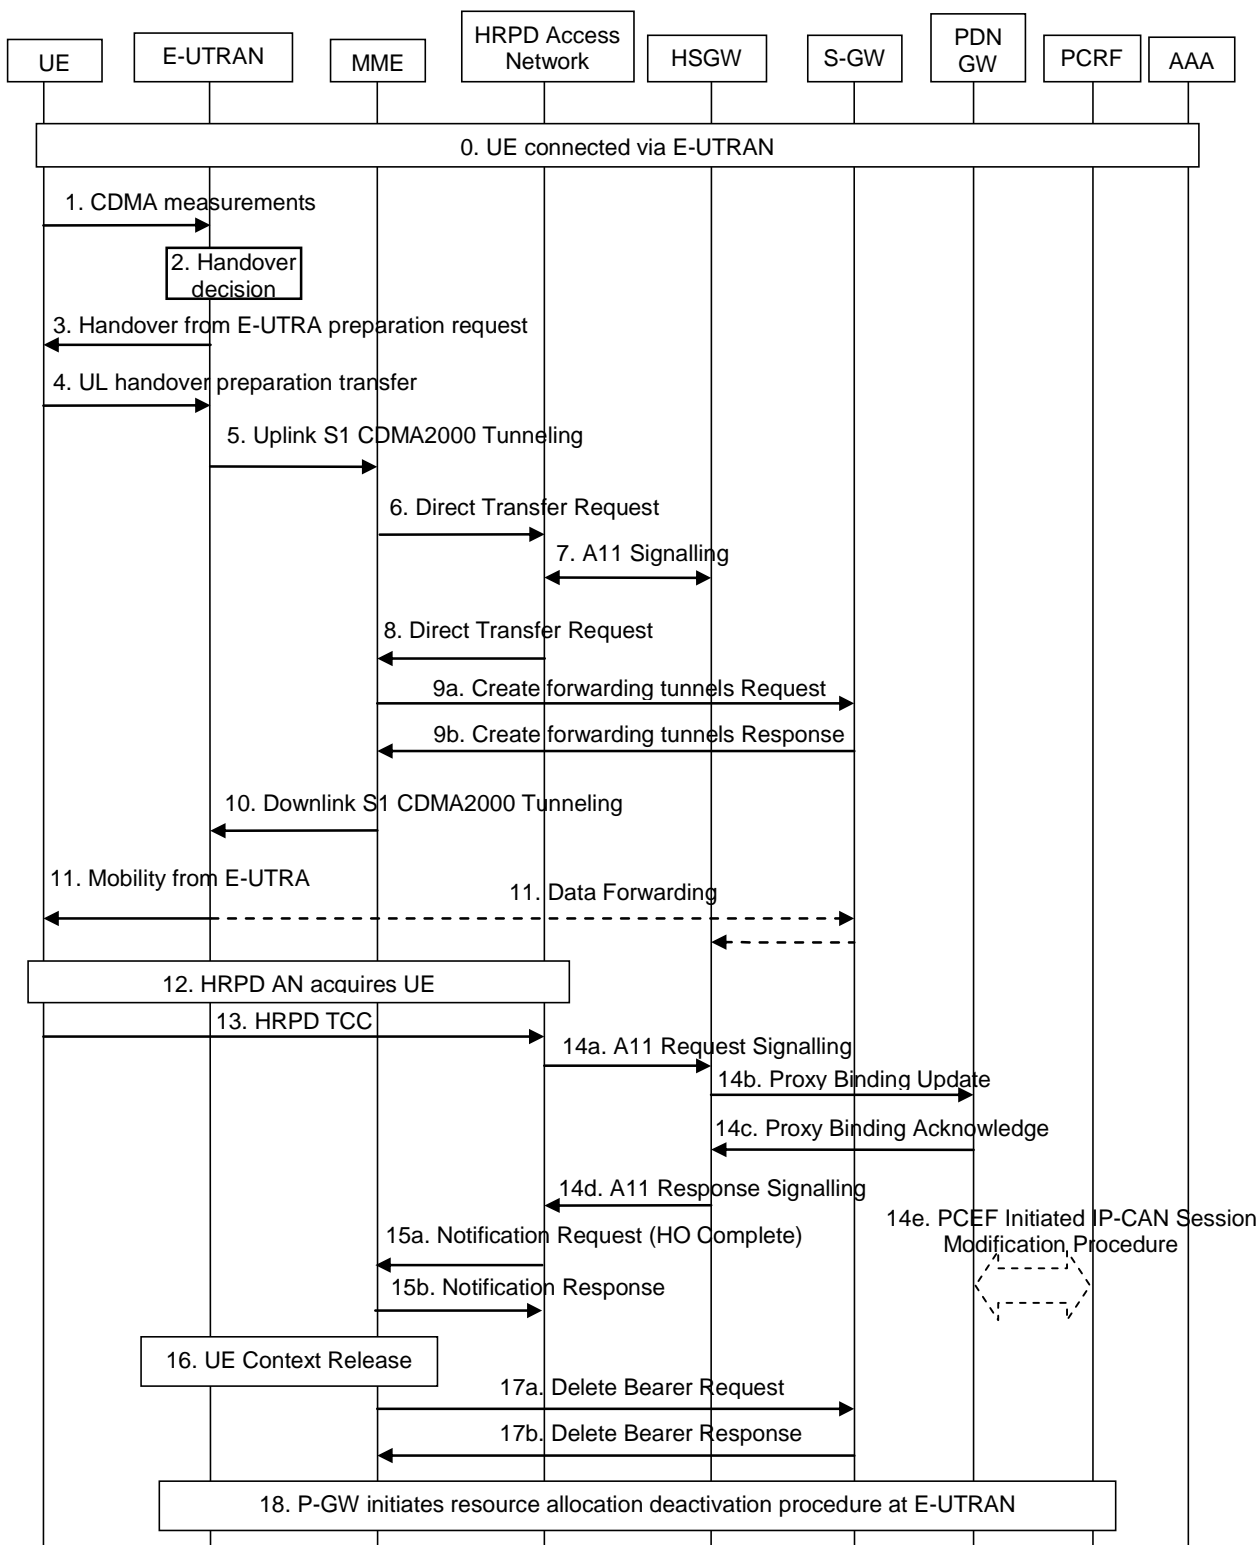 UE
E-UTRAN
MME
HRPD Access
Network
HSGW
S-GW
PDN
GW
PCRF
AAA
0. UE connected via E-UTRAN
1. CDMA measurements
2. Handover
decision
3. Handover from E-UTRA preparation request
4. UL handover preparation transfer
5. Uplink S1 CDMA2000 Tunneling
6. Direct Transfer Request
7. A11 Signalling
8. Direct Transfer Request
9a. Create forwarding tunnels Request
9b. Create forwarding tunnels Response
10. Downlink S1 CDMA2000 Tunneling
11. Mobility from E-UTRA
11. Data Forwarding
12. HRPD AN acquires UE
13. HRPD TCC
14a. A11 Request Signalling
14b. Proxy Binding Update
14c. Proxy Binding Acknowledge
14d. A11 Response Signalling
14e. PCEF Initiated IP-CAN Session
Modification Procedure
15a. Notification Request (HO Complete)
15b. Notification Response
16. UE Context Release
17a. Delete Bearer Request
17b. Delete Bearer Response
18. P-GW initiates resource allocation deactivation procedure at E-UTRAN